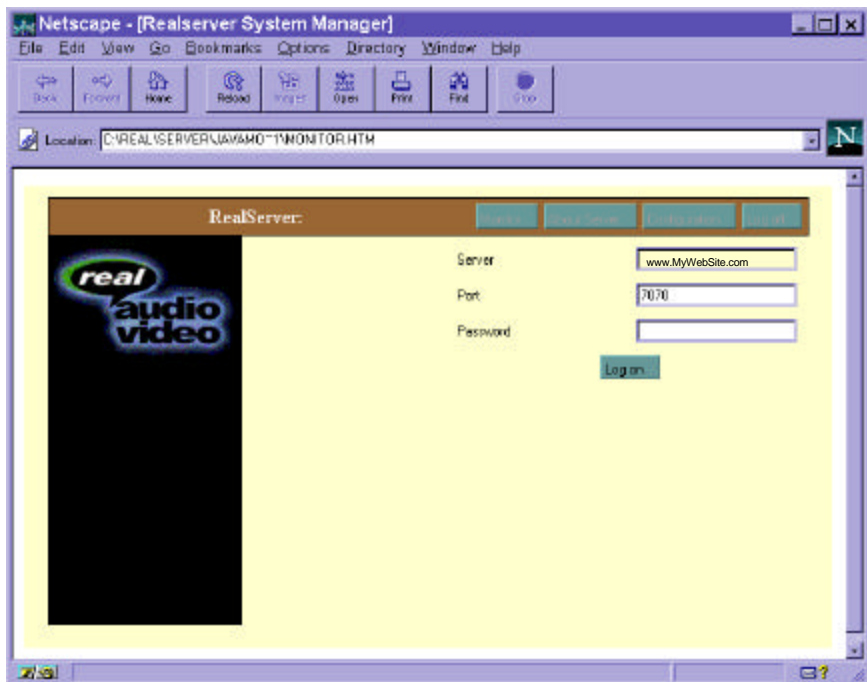 Netscape - [Realserver System Manager]
File Edit View Go Bookmarks Options Directory Window Help
Back Forward Home Reload Images Open Print Find Stop
Location: C:\REAL\SERVER\JAVAMO~1\MONITOR.HTM
N
RealServer:
real
audio
video
Server www.MyWebSite.com
Port 7070
Password
Log on